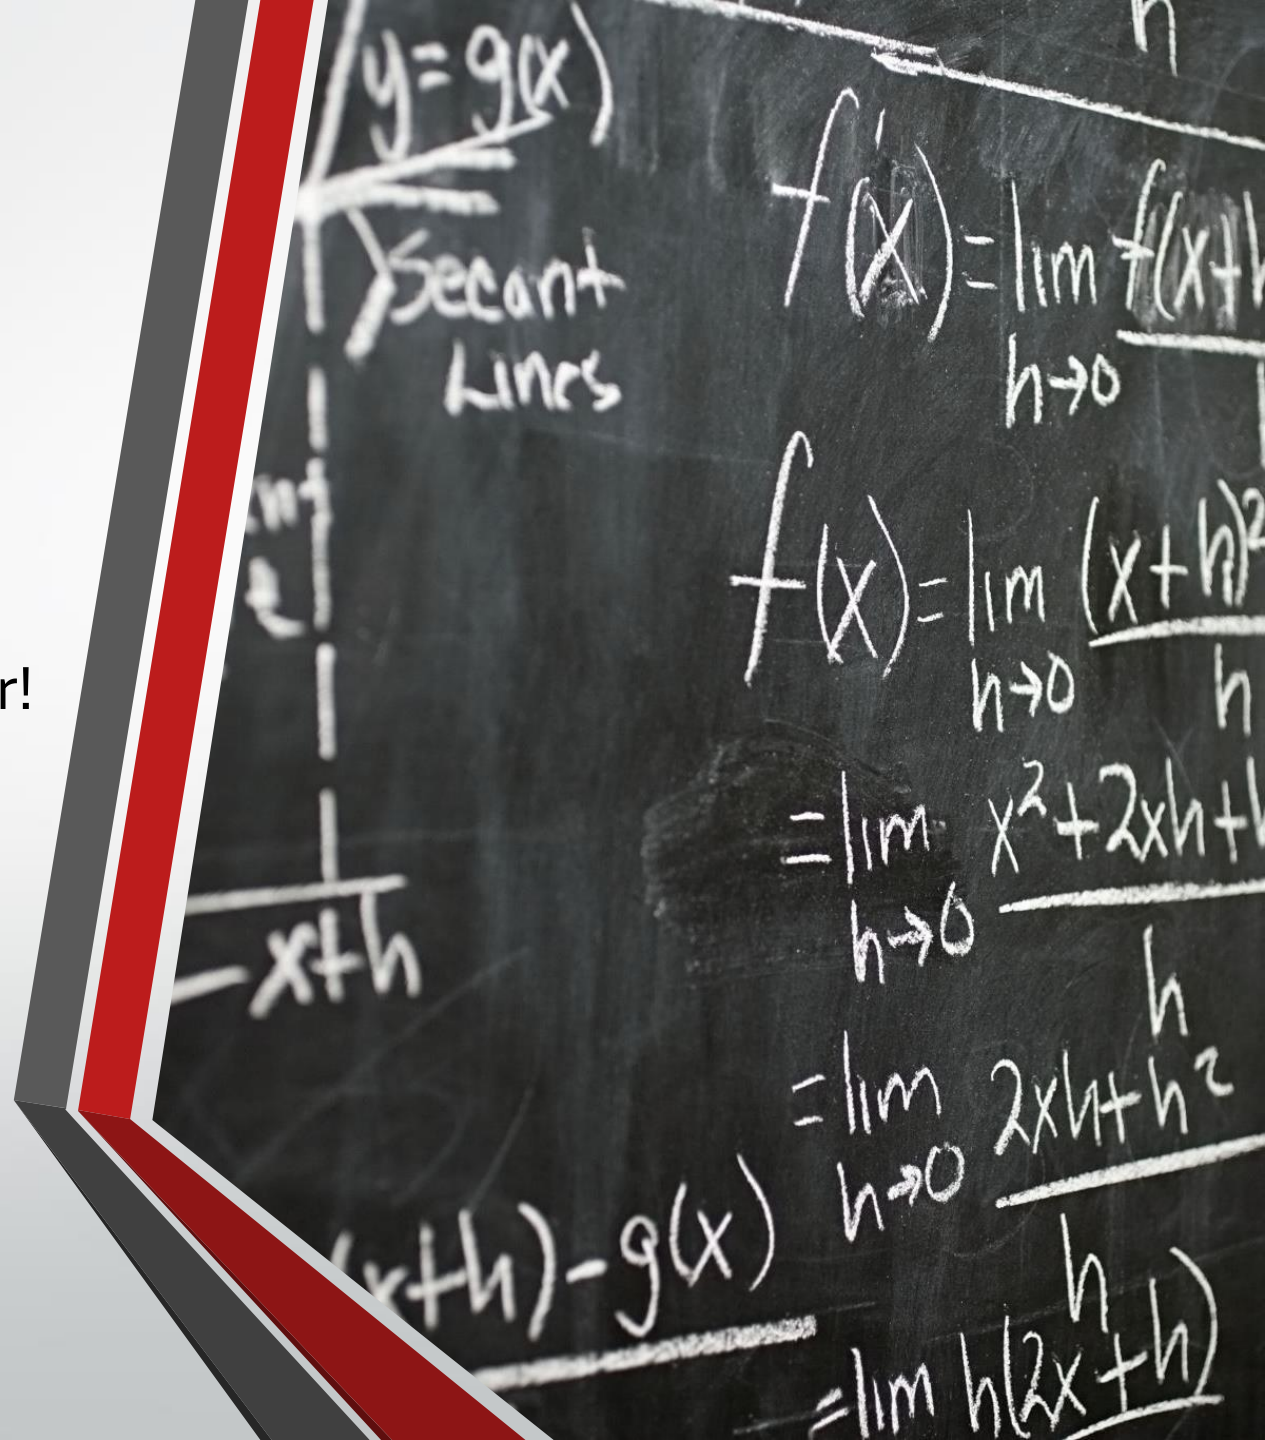 h
y = g(x)
f'(x) = lim f(x+h
h→0
Secant
Lines
f(x) = lim (x+h)²
h→0 h
r!
= lim x²+2xh+h
h→0 h
x+h
= lim 2xh+h²
h→0 h
(x+h)-g(x)
= lim h(2x+h)